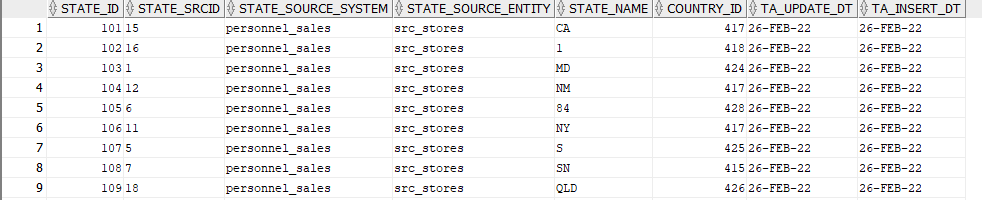 STATE_ID STATE_SRCID STATE_SOURCE_SYSTEM STATE_SOURCE_ENTITY STATE_NAME COUNTRY_ID TA_UPDATE_DT TA_INSERT_DT
1 101 15 personnel_sales src_stores CA 417 26-FEB-22 26-FEB-22
2 102 16 personnel_sales src_stores 1 418 26-FEB-22 26-FEB-22
3 103 1 personnel_sales src_stores MD 424 26-FEB-22 26-FEB-22
4 104 12 personnel_sales src_stores NM 417 26-FEB-22 26-FEB-22
5 105 6 personnel_sales src_stores 84 428 26-FEB-22 26-FEB-22
6 106 11 personnel_sales src_stores NY 417 26-FEB-22 26-FEB-22
7 107 5 personnel_sales src_stores S 425 26-FEB-22 26-FEB-22
8 108 7 personnel_sales src_stores SN 415 26-FEB-22 26-FEB-22
9 109 18 personnel_sales src_stores QLD 426 26-FEB-22 26-FEB-22